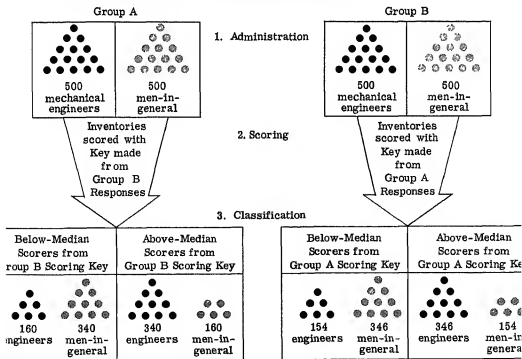 Group A
500
mechanical
engineers
500
men-in-
general
1. Administration
Group B
500
mechanical
engineers
600
men-in-
general
Inventories
scored with
Key made
from
Group B
Responses
2. Scoring
Inventories
scored with
Key made
from
Group A
Responses
3. Classification
Below-Median
Scorers from
roup B Scoring Key
Above-Median
Scorers from
Group B Scoring Key
Below-Median
Scorers from
Group A Scoring Key
Above-Median
Scorers from
Group A Scoring Ke
160
engineers
340
men-in-
general
340
engineers
160
men-in-
general
154
engineers
346
men-in-
general
346
engineers
154
men-in-
genera